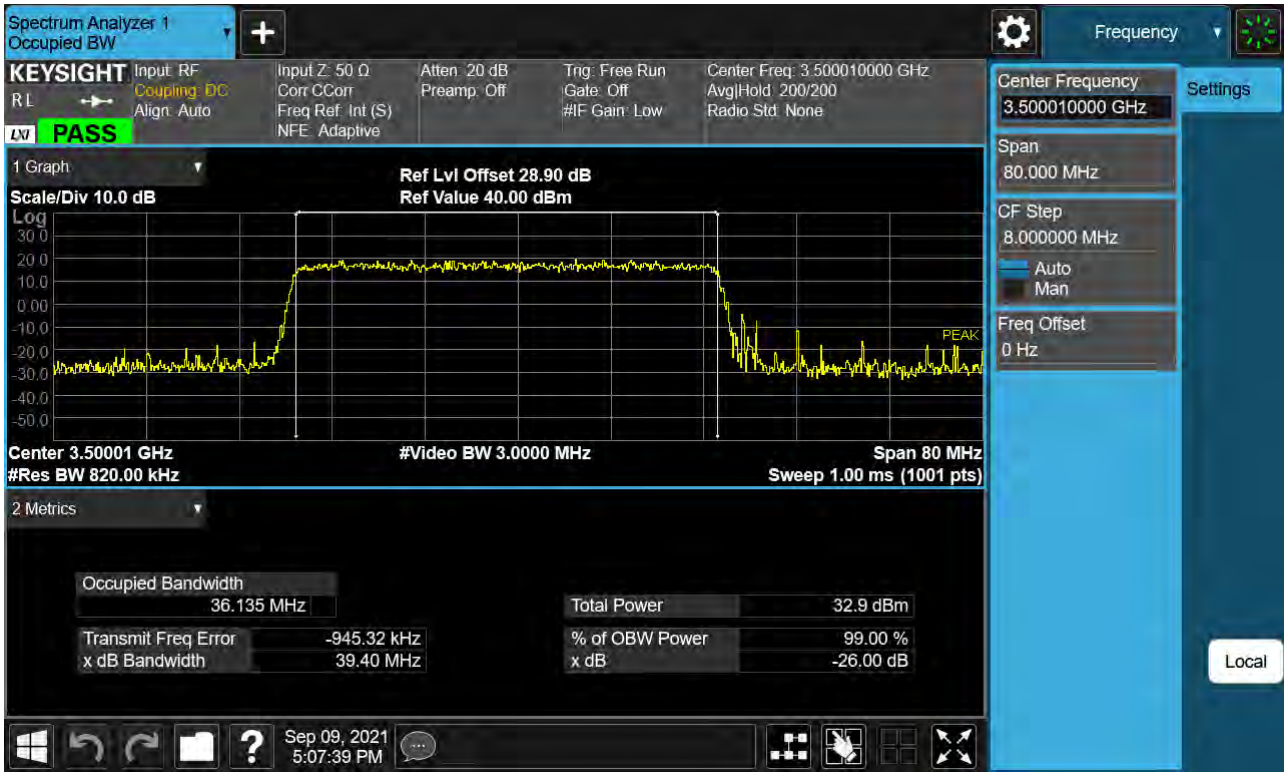 Spectrum Analyzer 1
Occupied BW
Frequency
KEYSIGHT
RL
LXI
PASS
Input: RF
Coupling: DC
Align: Auto
Input Z: 50 Ω
Corr CCorr
Freq Ref: Int (S)
NFE: Adaptive
Atten: 20 dB
Preamp: Off
Trig: Free Run
Gate: Off
#IF Gain: Low
Center Freq: 3.500010000 GHz
Avg|Hold: 200/200
Radio Std: None
Center Frequency
3.500010000 GHz
Settings
Span
80.000 MHz
CF Step
8.000000 MHz
Auto
Man
Freq Offset
0 Hz
Local
1 Graph
Scale/Div 10.0 dB
Ref Lvl Offset 28.90 dB
Ref Value 40.00 dBm
Log
30.0
20.0
10.0
0.00
-10.0
-20.0
-30.0
-40.0
-50.0
PEAK
Center 3.50001 GHz
#Video BW 3.0000 MHz
Span 80 MHz
#Res BW 820.00 kHz
Sweep 1.00 ms (1001 pts)
2 Metrics
Occupied Bandwidth
36.135 MHz
Total Power 32.9 dBm
Transmit Freq Error -945.32 kHz
% of OBW Power 99.00 %
x dB Bandwidth 39.40 MHz
x dB -26.00 dB
?
Sep 09, 2021
5:07:39 PM